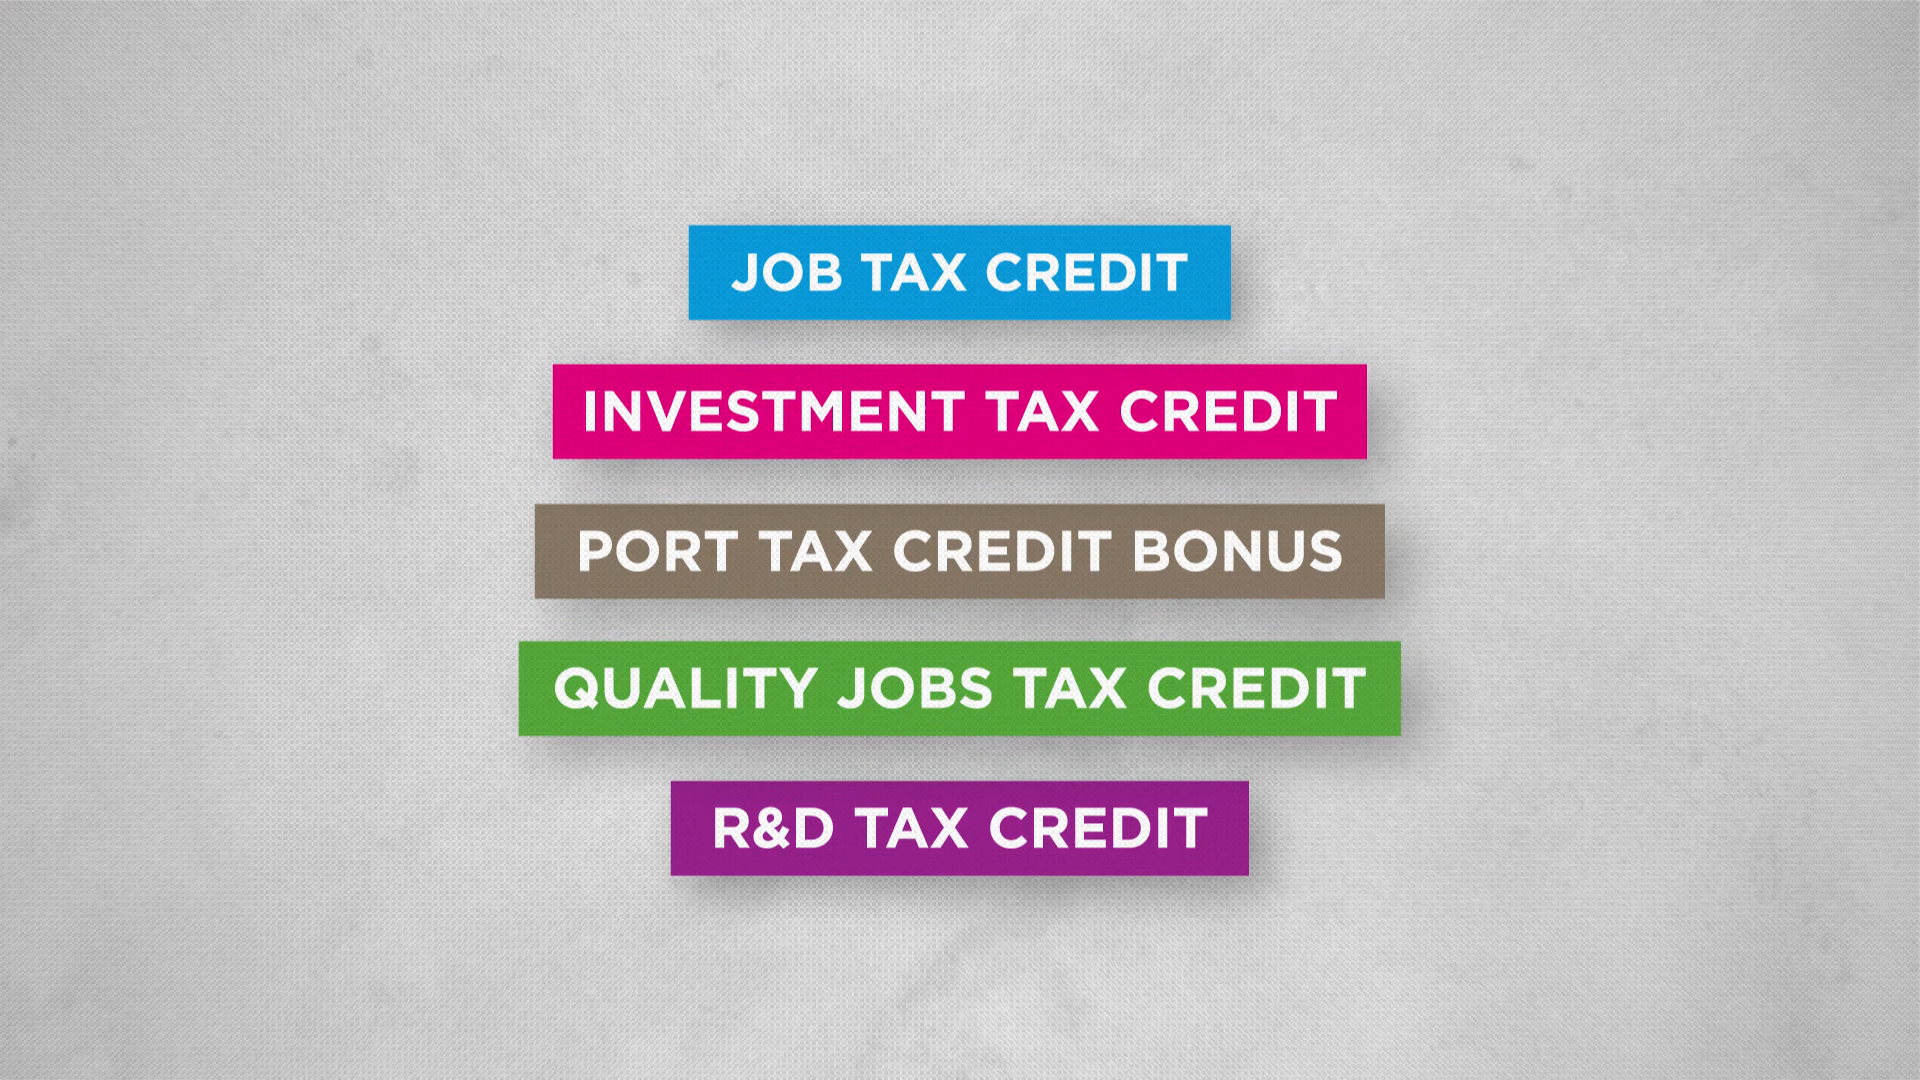 JOB TAX CREDIT
INVESTMENT TAX CREDIT
PORT TAX CREDIT BONUS
QUALITY JOBS TAX CREDIT
R&D TAX CREDIT